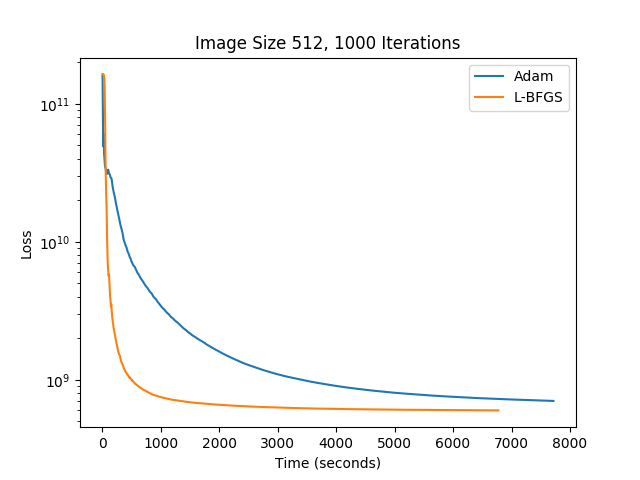 Image Size 512, 1000 Iterations
Adam
L-BFGS
10¹¹
10¹⁰
10⁹
Loss
0 1000 2000 3000 4000 5000 6000 7000 8000
Time (seconds)